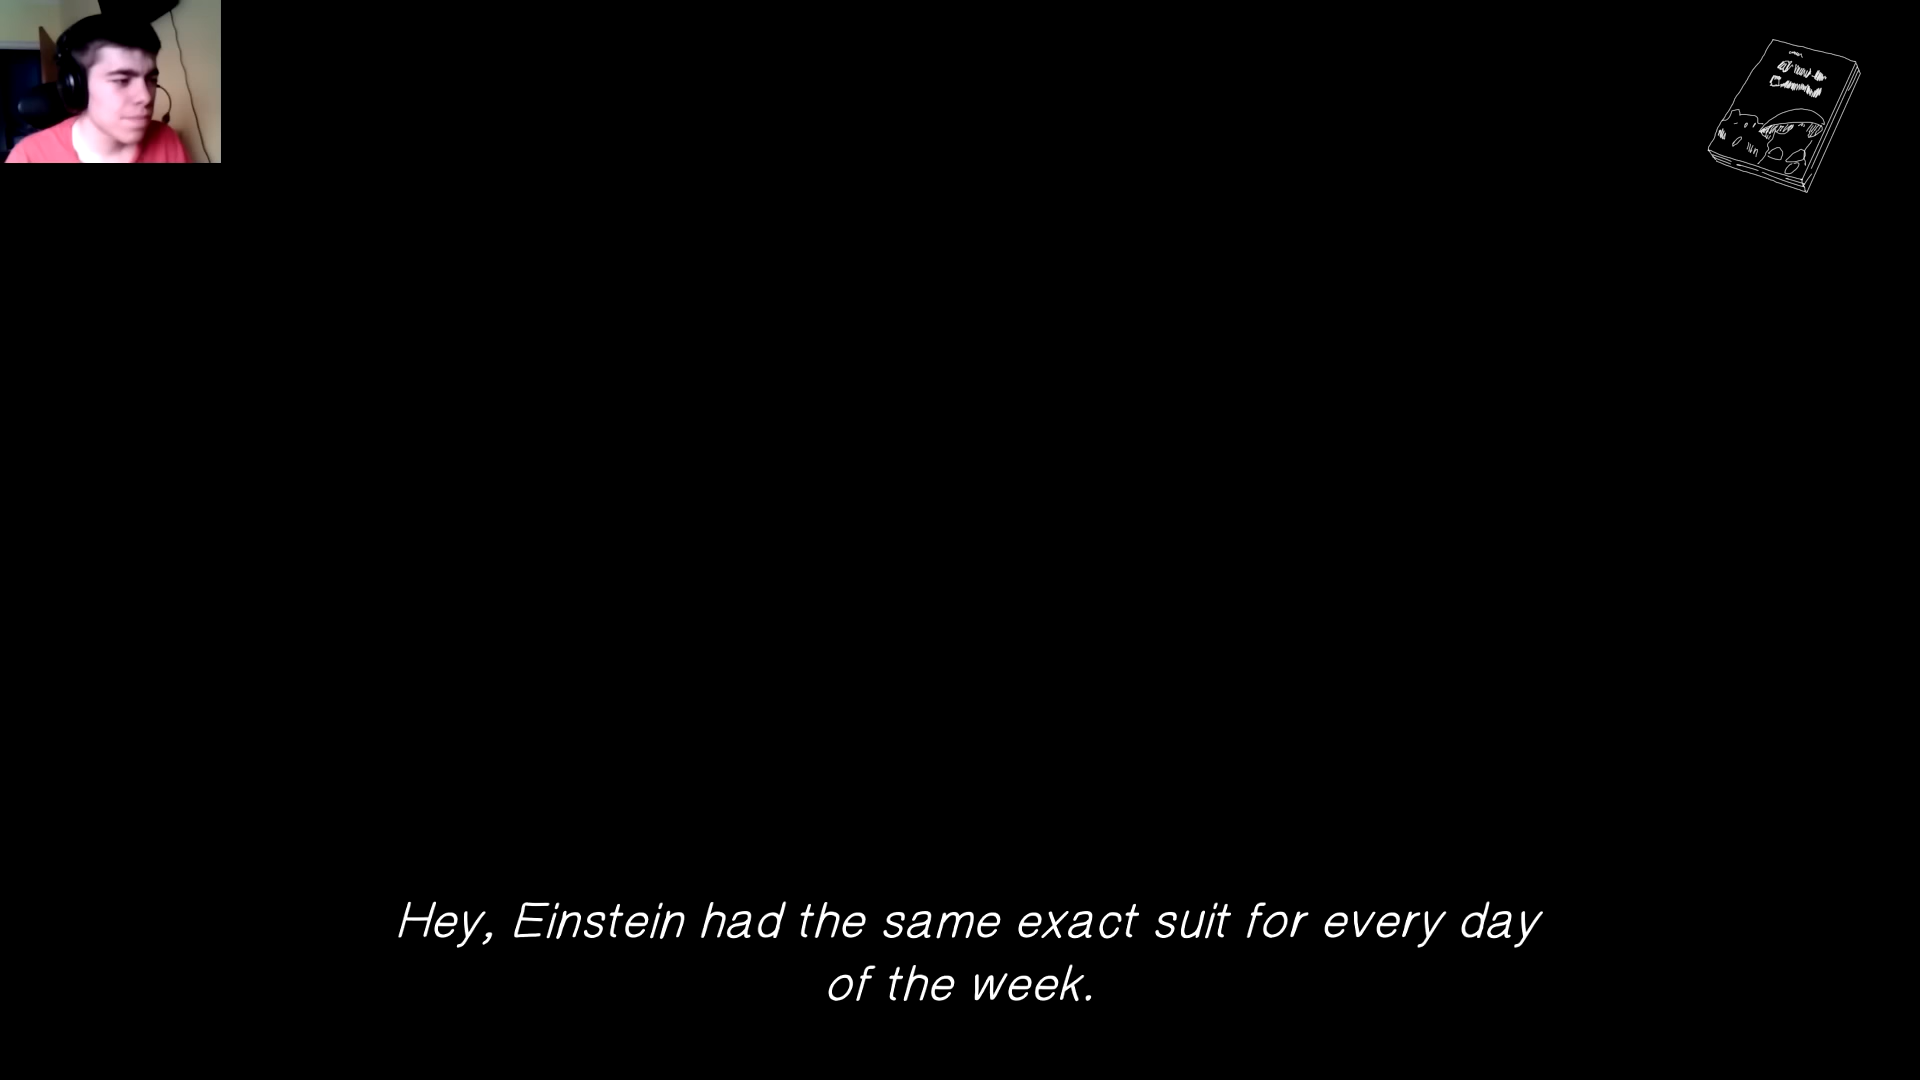 Hey, Einstein had the same exact suit for every day
of the week.